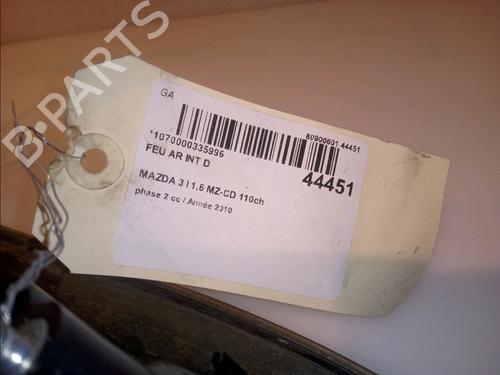 B-PARTS
GA
80900601 44451
*1070000335996
FEU AR INT D
44451
MAZDA 3 I 1.6 MZ-CD 110ch
phase 2 cc / Année 2010